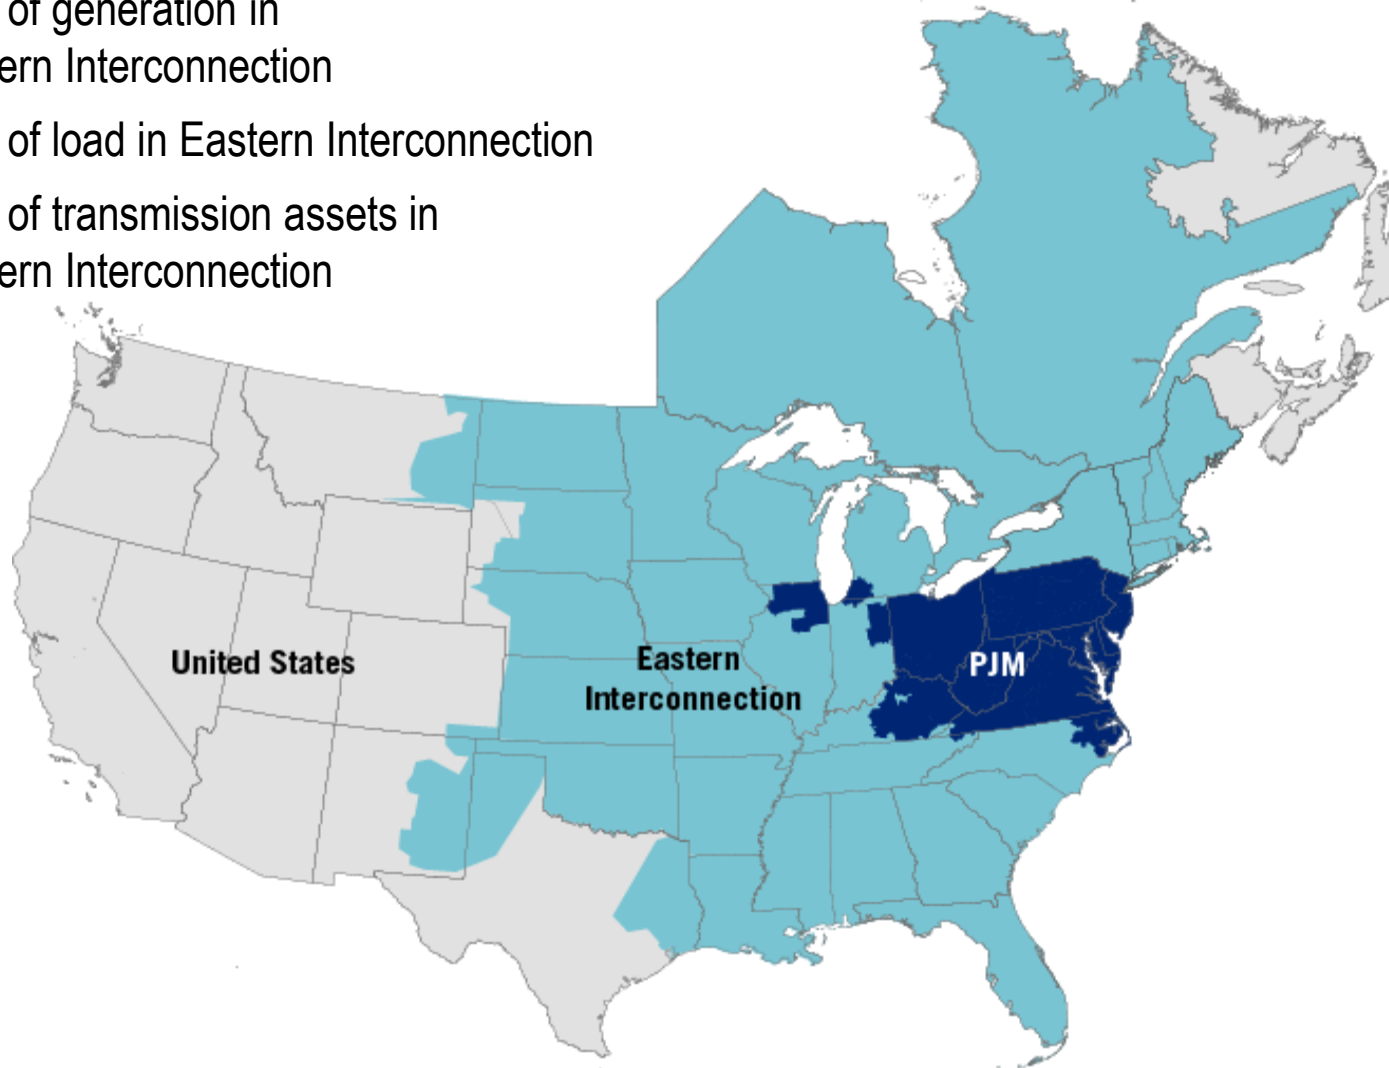 of generation in
ern Interconnection
of load in Eastern Interconnection
of transmission assets in
ern Interconnection
United States
Eastern
Interconnection
PJM